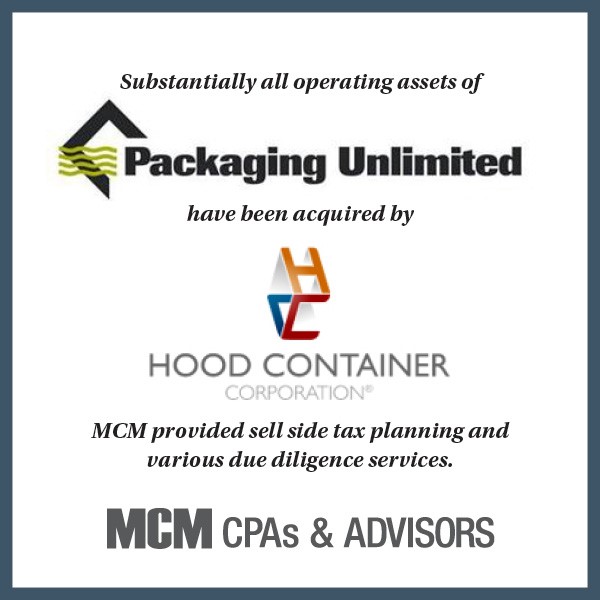 Substantially all operating assets of
Packaging Unlimited
have been acquired by
HC
HOOD CONTAINER
CORPORATION®
MCM provided sell side tax planning and
various due diligence services.
MCM CPAs & ADVISORS